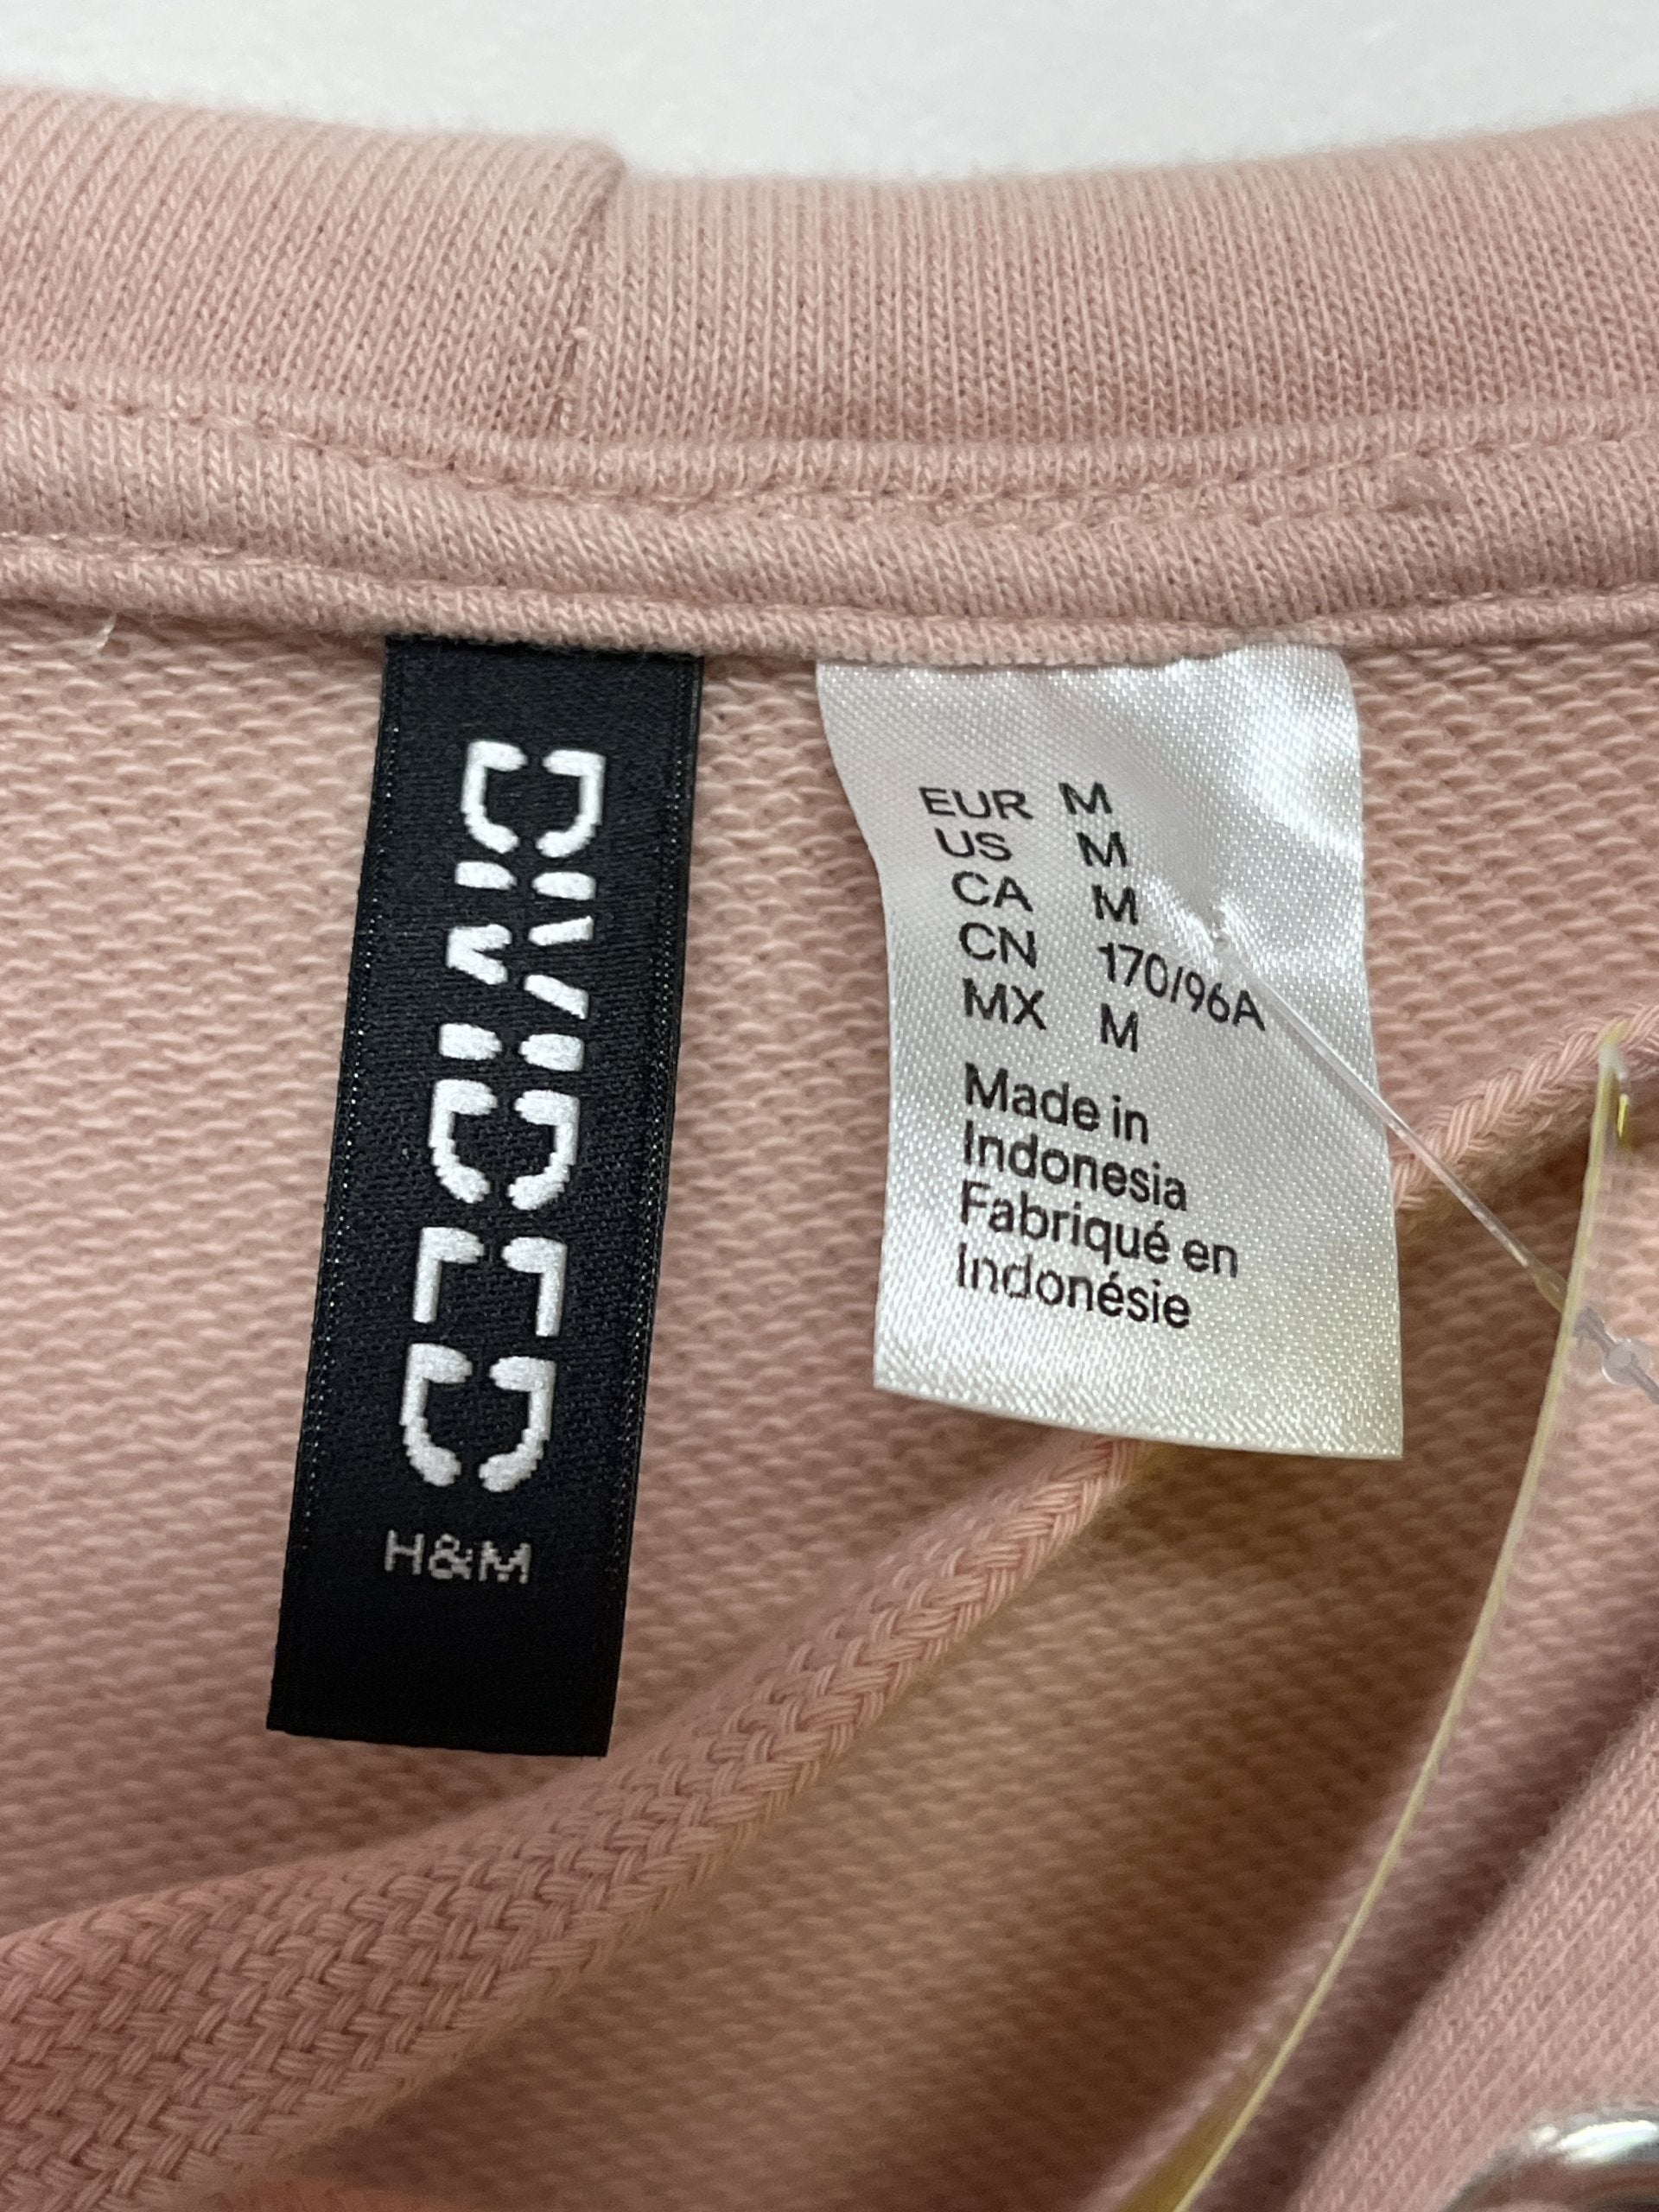 DIVIDED
H&M
EUR M
US M
CA M
CN 170/96A
MX M
Made in
Indonesia
Fabriqué en
Indonésie